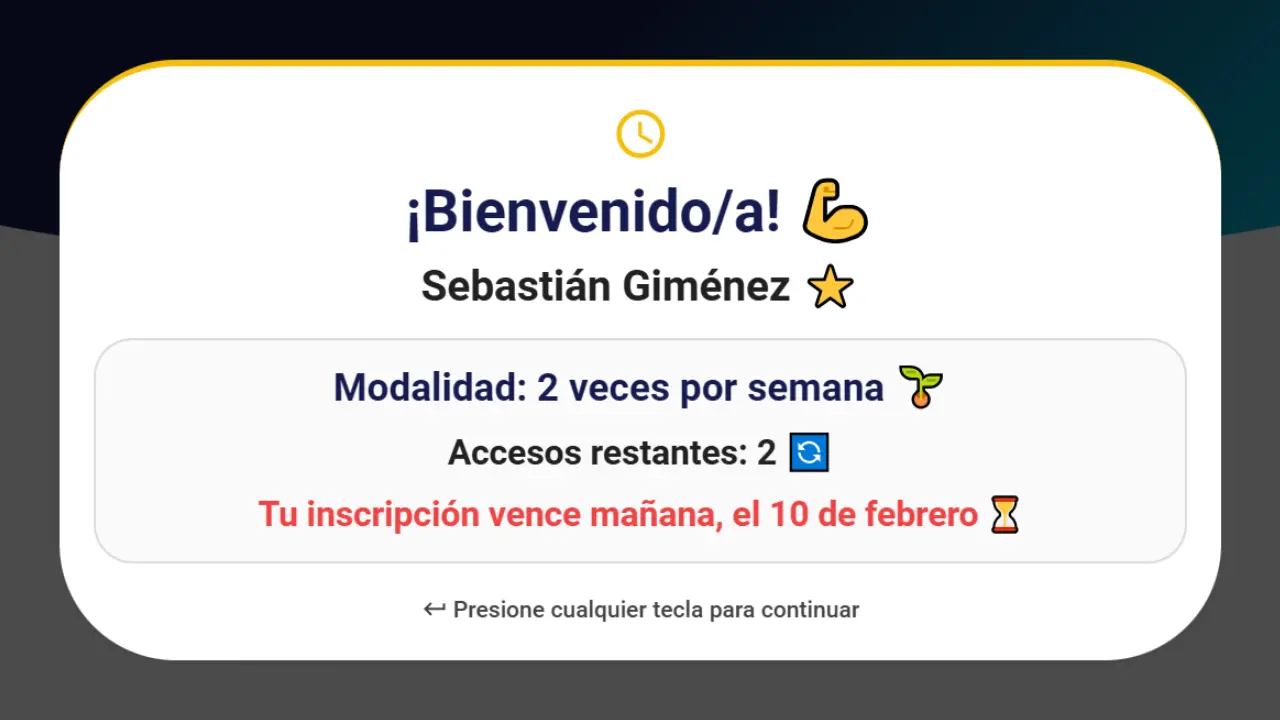 ¡Bienvenido/a! 💪
Sebastián Giménez ⭐
Modalidad: 2 veces por semana 🌱
Accesos restantes: 2 🔄
Tu inscripción vence mañana, el 10 de febrero ⏳
↵ Presione cualquier tecla para continuar